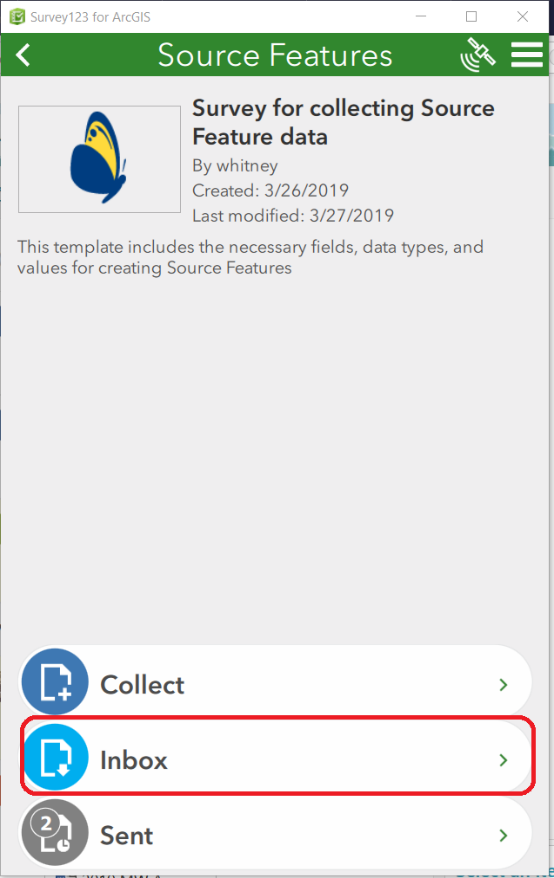 Survey123 for ArcGIS
Source Features
Survey for collecting Source
Feature data
By whitney
Created: 3/26/2019
Last modified: 3/27/2019
This template includes the necessary fields, data types, and
values for creating Source Features
Collect
Inbox
2
Sent